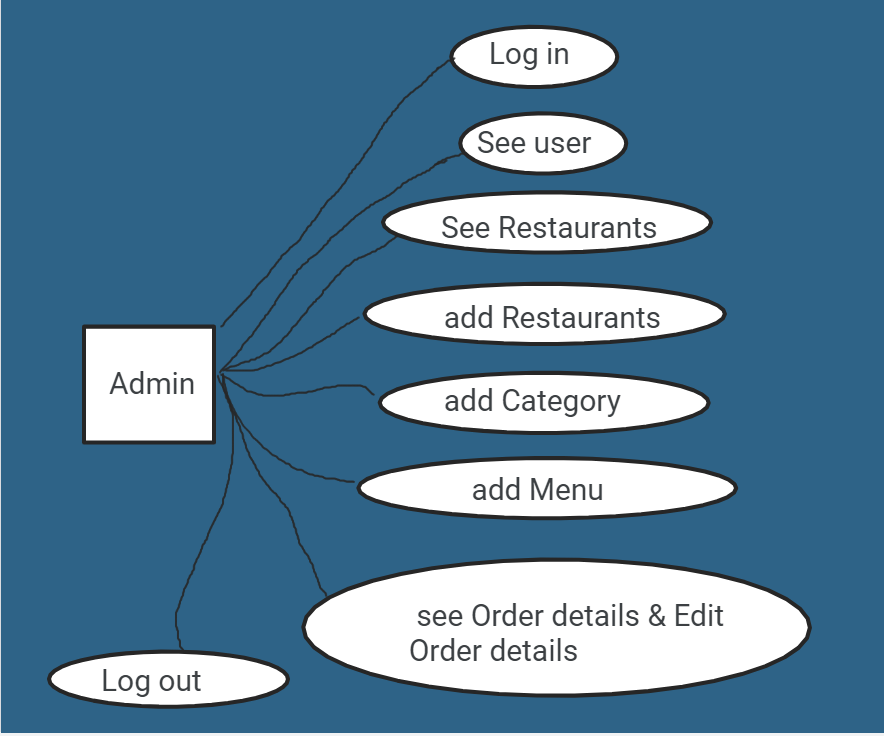 Log in
See user
See Restaurants
add Restaurants
Admin
add Category
add Menu
see Order details & Edit
Order details
Log out